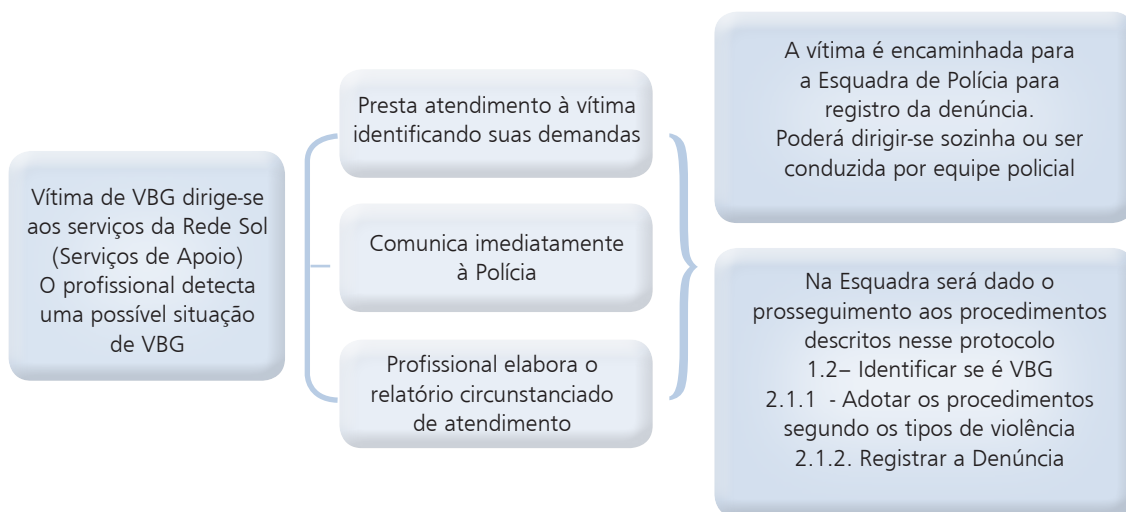 Vítima de VBG dirige-se
aos serviços da Rede Sol
(Serviços de Apoio)
O profissional detecta
uma possível situação
de VBG
Presta atendimento à vítima
identificando suas demandas
Comunica imediatamente
à Polícia
Profissional elabora o
relatório circunstanciado
de atendimento
A vítima é encaminhada para
a Esquadra de Polícia para
registro da denúncia.
Poderá dirigir-se sozinha ou ser
conduzida por equipe policial
Na Esquadra será dado o
prosseguimento aos procedimentos
descritos nesse protocolo
1.2– Identificar se é VBG
2.1.1 - Adotar os procedimentos
segundo os tipos de violência
2.1.2. Registrar a Denúncia